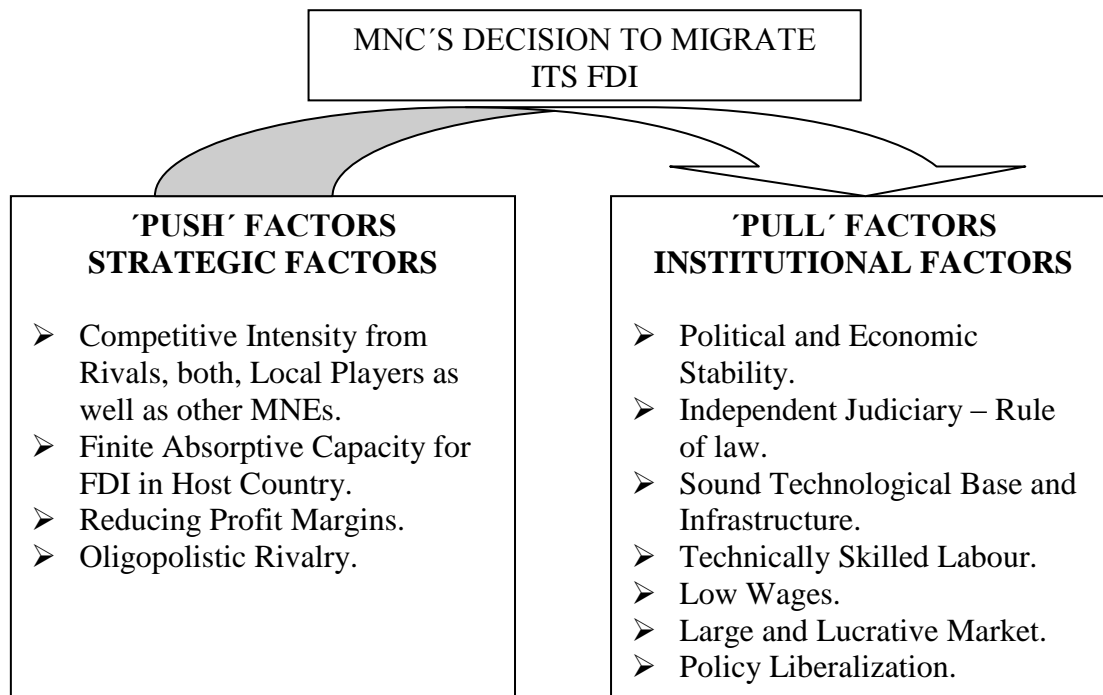 MNC´S DECISION TO MIGRATE
ITS FDI
´PUSH´ FACTORS
STRATEGIC FACTORS
➢ Competitive Intensity from
Rivals, both, Local Players as
well as other MNEs.
➢ Finite Absorptive Capacity for
FDI in Host Country.
➢ Reducing Profit Margins.
➢ Oligopolistic Rivalry.
´PULL´ FACTORS
INSTITUTIONAL FACTORS
➢ Political and Economic
Stability.
➢ Independent Judiciary – Rule
of law.
➢ Sound Technological Base and
Infrastructure.
➢ Technically Skilled Labour.
➢ Low Wages.
➢ Large and Lucrative Market.
➢ Policy Liberalization.